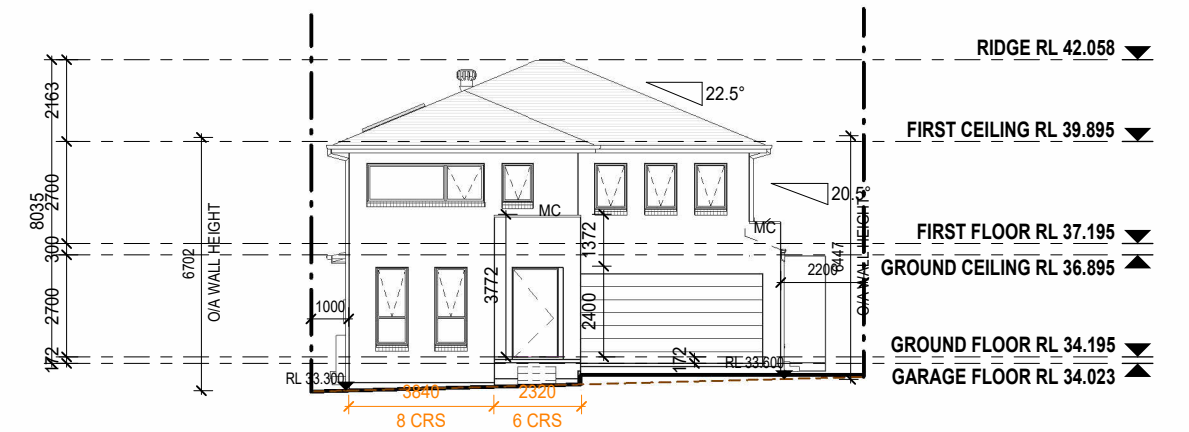 RIDGE RL 42.058
22.5°
2163
FIRST CEILING RL 39.895
8035
2700
6702
O/A WALL HEIGHT
20.5°
MC
MC
FIRST FLOOR RL 37.195
300
1372
6447
O/A WALL HEIGHT
GROUND CEILING RL 36.895
2200
3772
2700
1000
2400
GROUND FLOOR RL 34.195
172
172
RL 33.600
RL 33.300
GARAGE FLOOR RL 34.023
3840
2320
8 CRS
6 CRS